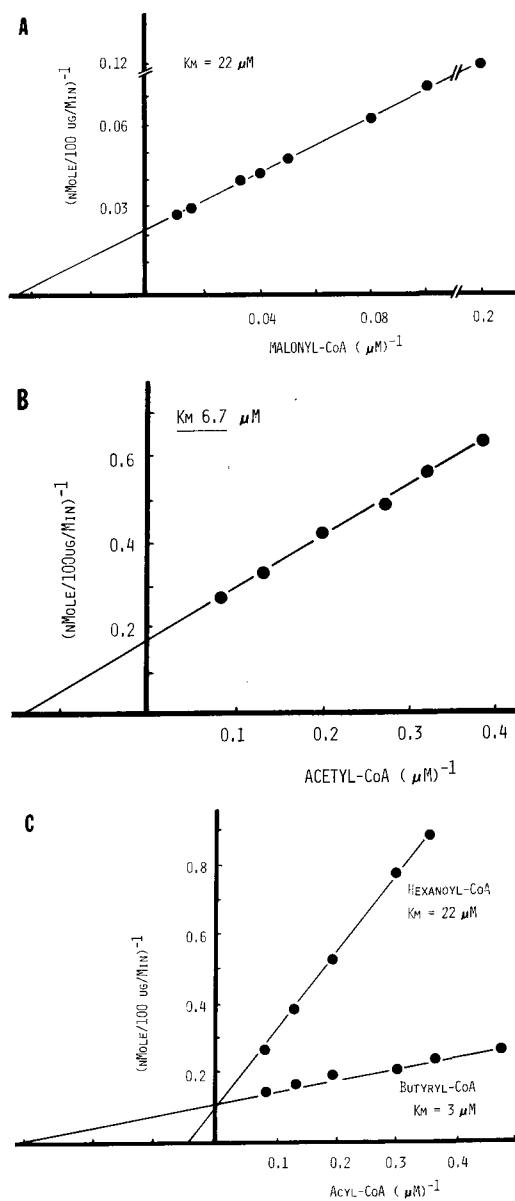 A
KM = 22 µM
(NMOLE/100 UG/MIN)⁻¹
0.12
0.06
0.03
0.04
0.08
0.2
MALONYL-CoA ( µM)⁻¹
B
KM 6.7 µM
(NMOLE/100UG/MIN)⁻¹
0.6
0.4
0.2
0.1
0.2
0.3
0.4
ACETYL-CoA ( µM)⁻¹
C
(NMOLE/100 UG/MIN)⁻¹
0.8
0.6
0.4
0.2
HEXANOYL-CoA
KM = 22 µM
BUTYRYL-CoA
KM = 3 µM
0.1
0.2
0.3
0.4
ACYL-CoA ( µM)⁻¹